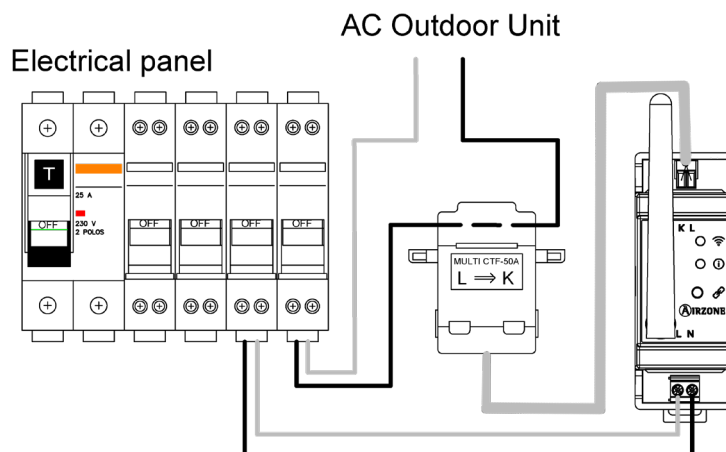 AC Outdoor Unit
Electrical panel
T
25 A
230 V
2 POLOS
OFF
OFF
OFF
OFF
OFF
MULTI CTF-50A
L ⇒ K
K L
AIRZONE
L N